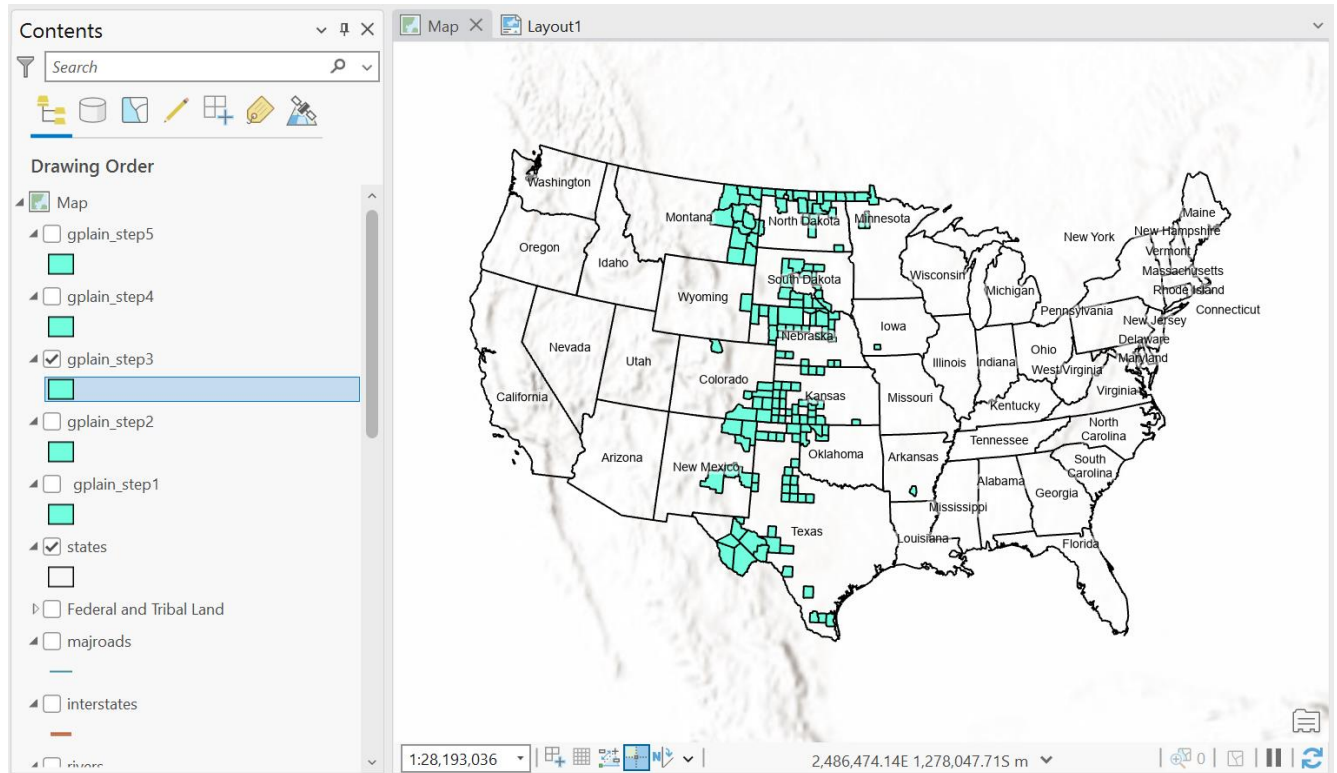 Contents
Search
Drawing Order
Map
gplain_step5
gplain_step4
gplain_step3
gplain_step2
gplain_step1
states
Federal and Tribal Land
majroads
interstates
rivers
Map
Layout1
Washington
Montana
North Dakota
Minnesota
Maine
New York
New Hampshire
Vermont
Oregon
Idaho
Wisconsin
Massachusetts
South Dakota
Michigan
Rhode Island
Wyoming
Pennsylvania
Connecticut
Iowa
New Jersey
Nebraska
Delaware
Nevada
Utah
Illinois
Indiana
Ohio
Maryland
Colorado
West Virginia
California
Kansas
Missouri
Virginia
Kentucky
North
Carolina
Tennessee
Arizona
New Mexico
Oklahoma
Arkansas
South
Carolina
Alabama
Georgia
Mississippi
Texas
Louisiana
Florida
1:28,193,036
N
2,486,474.14E 1,278,047.71S m
0